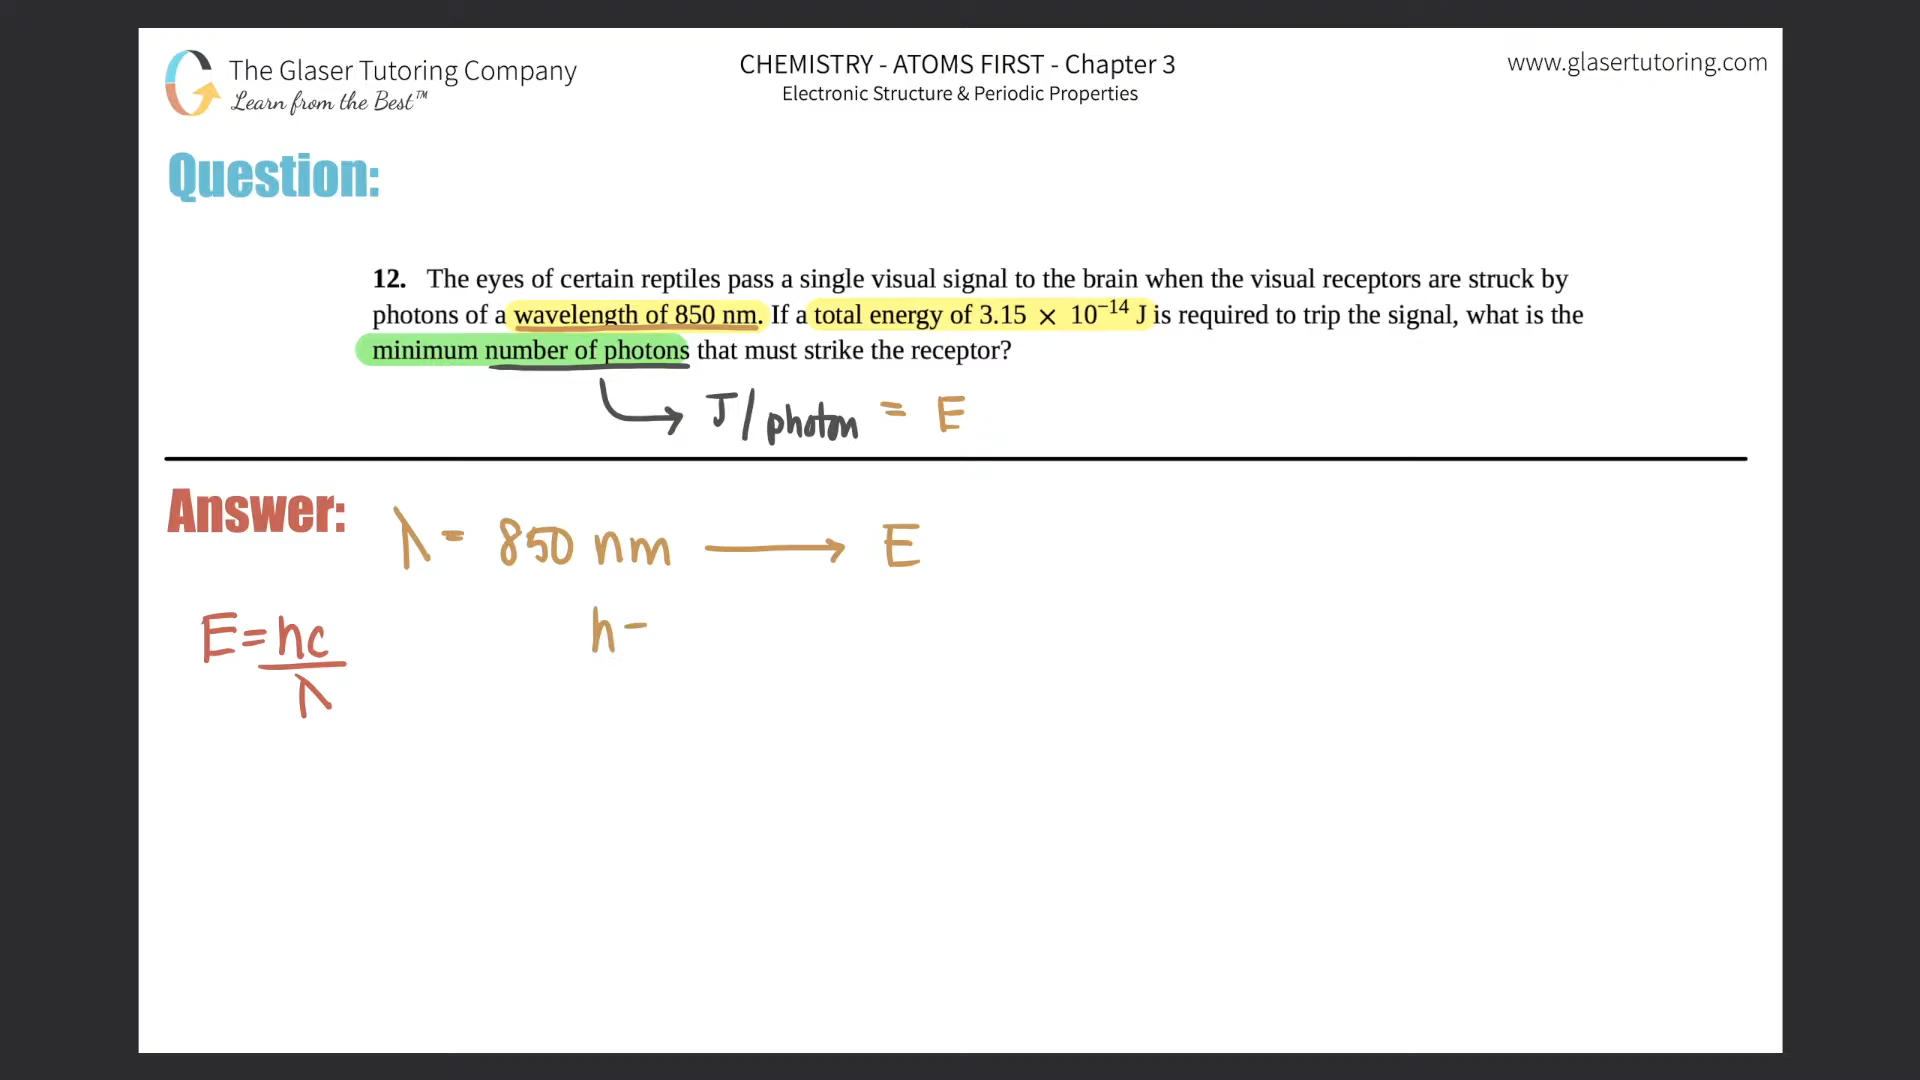 The Glaser Tutoring Company
Learn from the Best™
CHEMISTRY - ATOMS FIRST - Chapter 3
Electronic Structure & Periodic Properties
www.glasertutoring.com
Question:
12. The eyes of certain reptiles pass a single visual signal to the brain when the visual receptors are struck by
photons of a wavelength of 850 nm. If a total energy of 3.15 × 10⁻¹⁴ J is required to trip the signal, what is the
minimum number of photons that must strike the receptor?
J/photon = E
Answer:
λ = 850 nm → E
E = hc
λ
h -